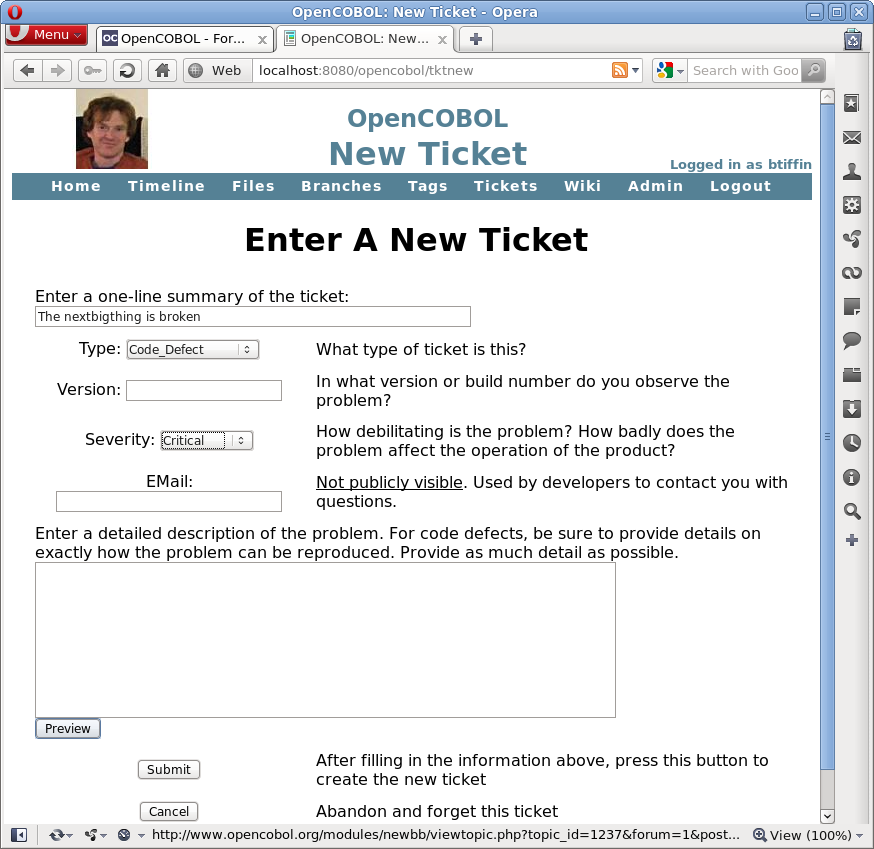 OpenCOBOL: New Ticket - Opera
Menu
OC OpenCOBOL - For...
OpenCOBOL: New...
Web
localhost:8080/opencobol/tktnew
Search with Goo
OpenCOBOL
New Ticket
Logged in as btiffin
Home Timeline Files Branches Tags Tickets Wiki Admin Logout
Enter A New Ticket
Enter a one-line summary of the ticket:
The nextbigthing is broken
Type: Code_Defect What type of ticket is this?
Version: In what version or build number do you observe the
problem?
Severity: Critical How debilitating is the problem? How badly does the
problem affect the operation of the product?
EMail: Not publicly visible. Used by developers to contact you with
questions.
Enter a detailed description of the problem. For code defects, be sure to provide details on
exactly how the problem can be reproduced. Provide as much detail as possible.
Preview
Submit After filling in the information above, press this button to
create the new ticket
Cancel Abandon and forget this ticket
http://www.opencobol.org/modules/newbb/viewtopic.php?topic_id=1237&forum=1&post... View (100%)